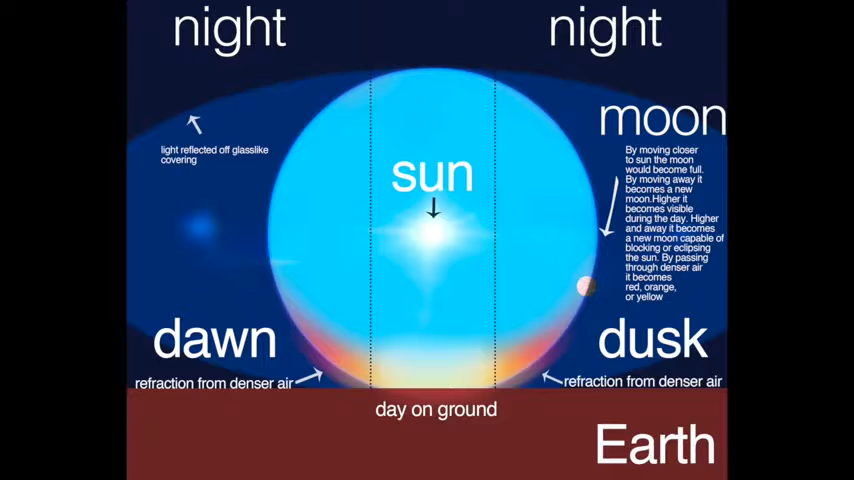 night
night
moon
light reflected off glasslike
covering
By moving closer
to sun the moon
would become full.
By moving away it
becomes a new
moon.Higher it
becomes visible
during the day. Higher
and away it becomes
a new moon capable of
blocking or eclipsing
the sun. By passing
through denser air
it becomes
red, orange,
or yellow
sun
dawn
dusk
refraction from denser air
refraction from denser air
day on ground
Earth